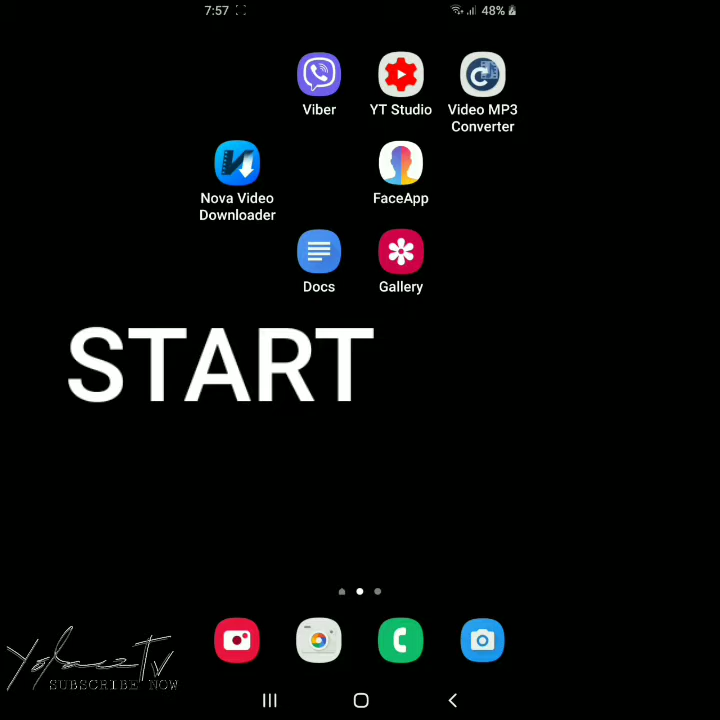 7:57
48%
Viber
YT Studio
Video MP3
Converter
Nova Video
Downloader
FaceApp
Docs
Gallery
START
SUBSCRIBE NOW